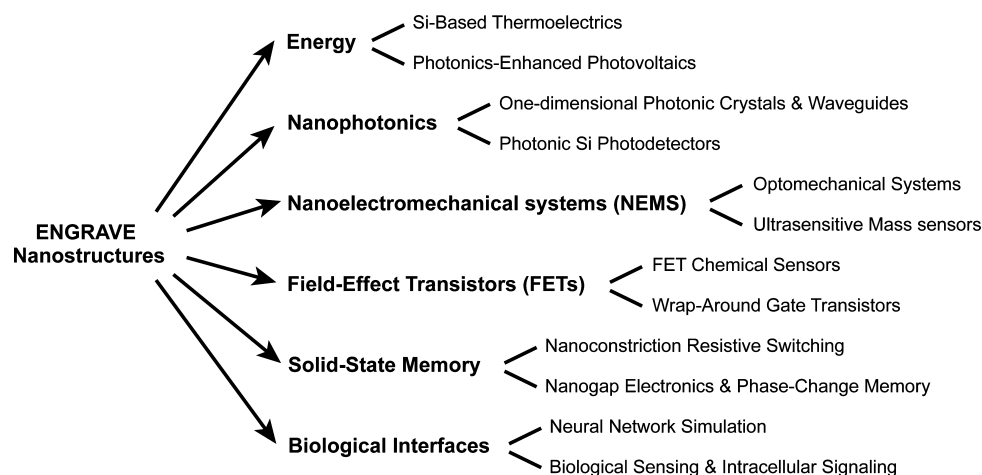 ENGRAVE
Nanostructures
Energy
Si-Based Thermoelectrics
Photonics-Enhanced Photovoltaics
Nanophotonics
One-dimensional Photonic Crystals & Waveguides
Photonic Si Photodetectors
Nanoelectromechanical systems (NEMS)
Optomechanical Systems
Ultrasensitive Mass sensors
Field-Effect Transistors (FETs)
FET Chemical Sensors
Wrap-Around Gate Transistors
Solid-State Memory
Nanoconstriction Resistive Switching
Nanogap Electronics & Phase-Change Memory
Biological Interfaces
Neural Network Simulation
Biological Sensing & Intracellular Signaling